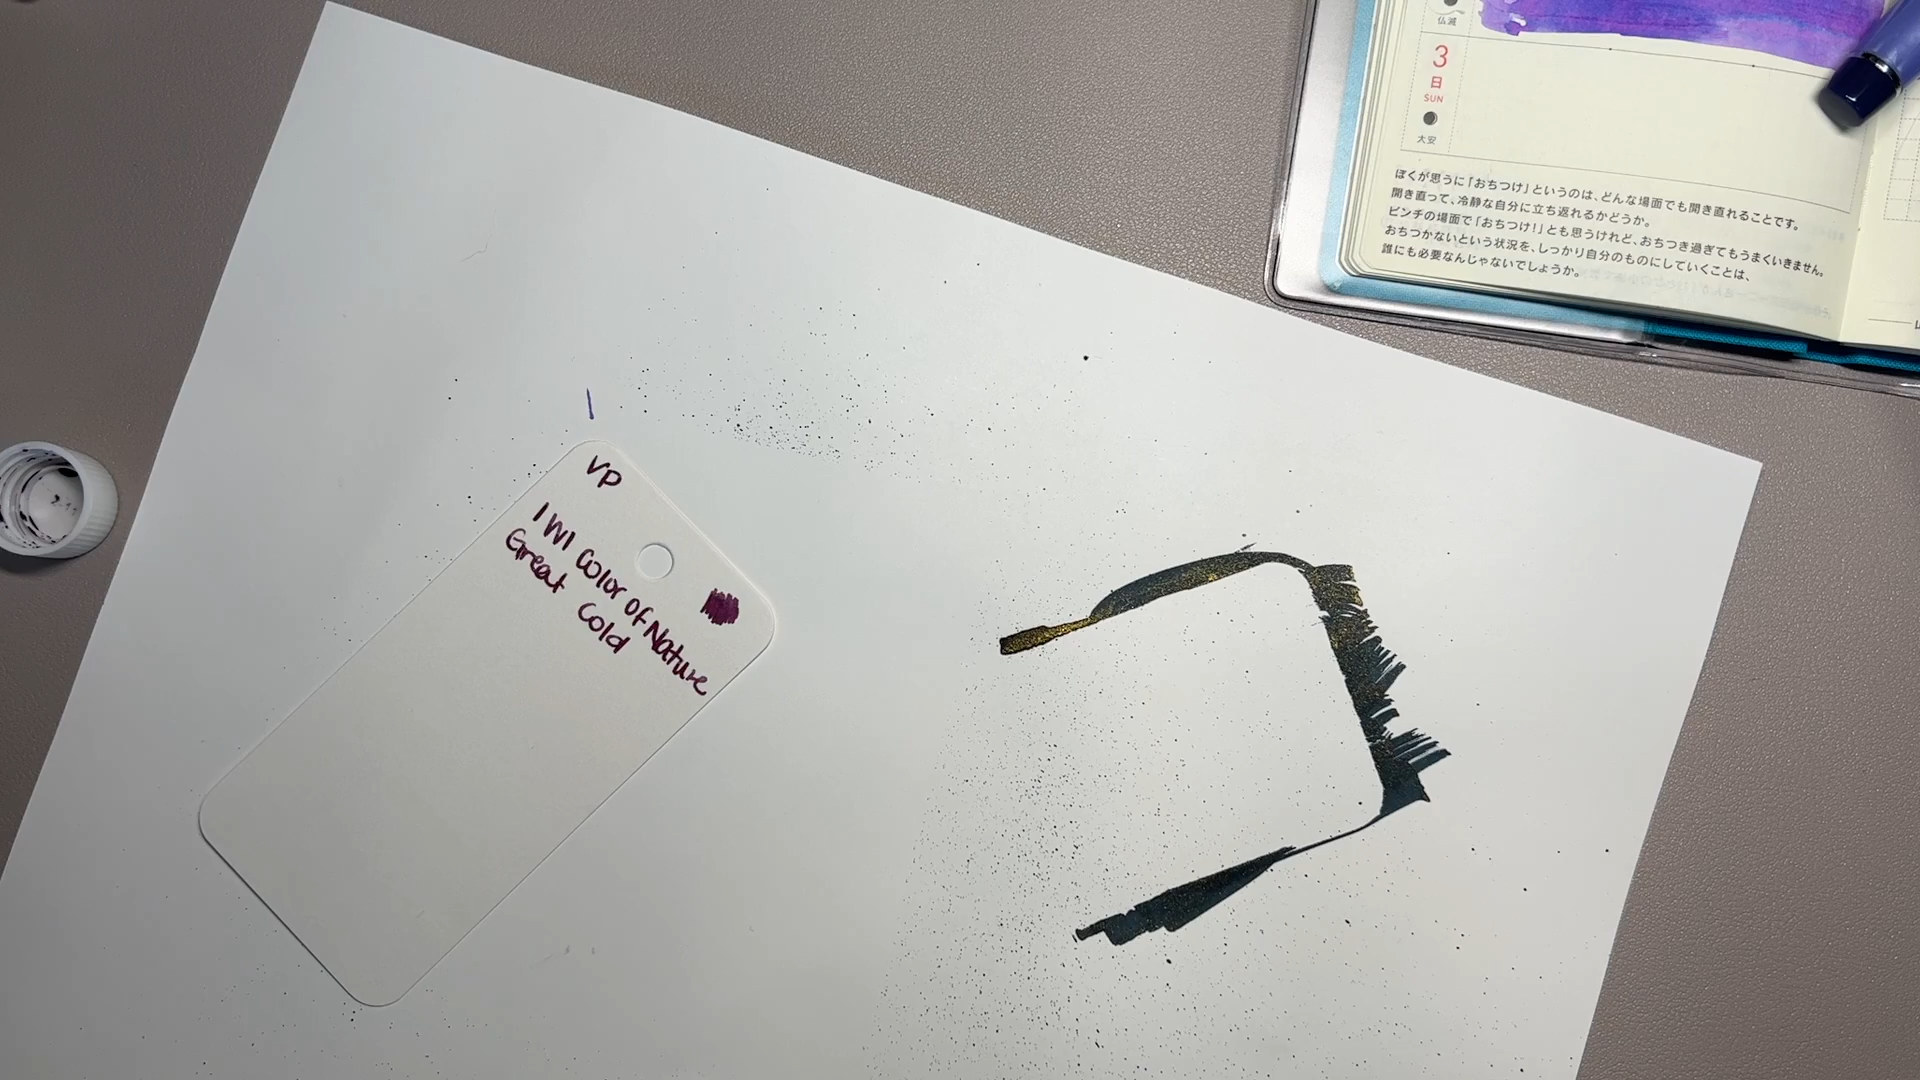 VP
IWI Color of Nature
Great Cold
仏滅
3
日
SUN
大安
ぼくが思うに「おちつけ」というのは、どんな場面でも開き直れることです。
開き直って、冷静な自分に立ち返れるかどうか。
ピンチの場面で「おちつけ!」とも思うけれど、おちつき過ぎてもうまくいきません。
おちつかないという状況を、しっかり自分のものにしていくことは、
誰にも必要なんじゃないでしょうか。